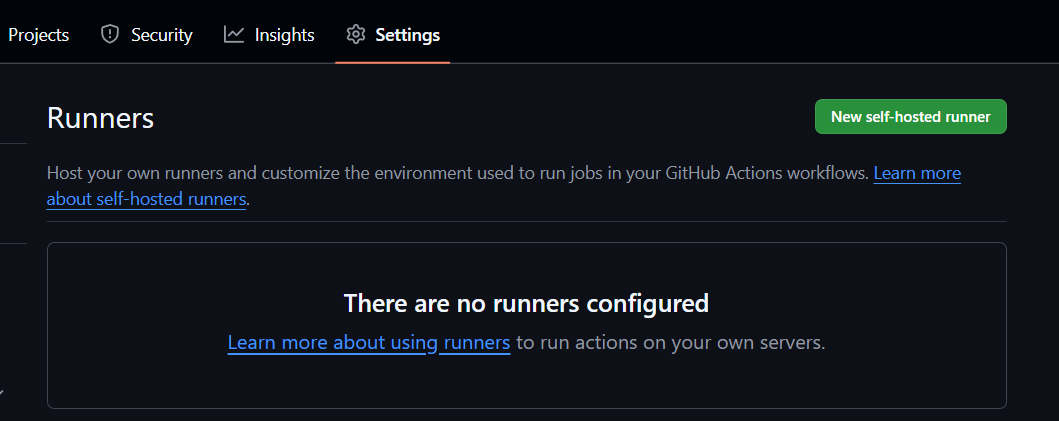 Projects
Security
Insights
Settings
Runners
New self-hosted runner
Host your own runners and customize the environment used to run jobs in your GitHub Actions workflows. Learn more
about self-hosted runners.
There are no runners configured
Learn more about using runners to run actions on your own servers.